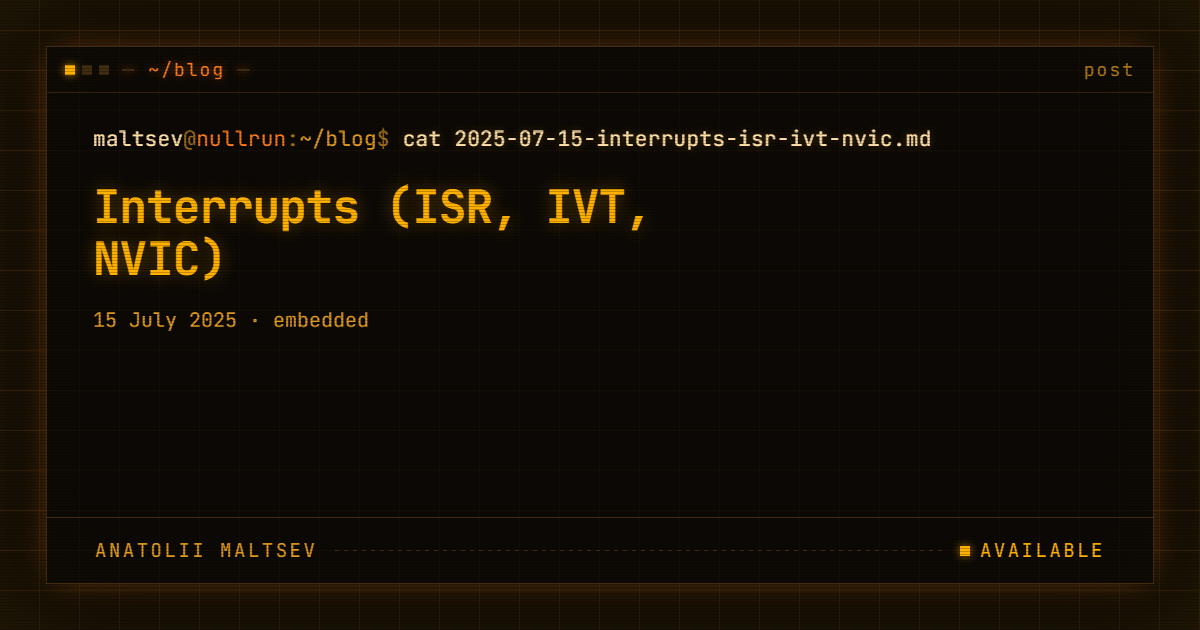 — ~/blog —
post
maltsev@nullrun:~/blog$ cat 2025-07-15-interrupts-isr-ivt-nvic.md
Interrupts (ISR, IVT,
NVIC)
15 July 2025 · embedded
ANATOLII MALTSEV
AVAILABLE